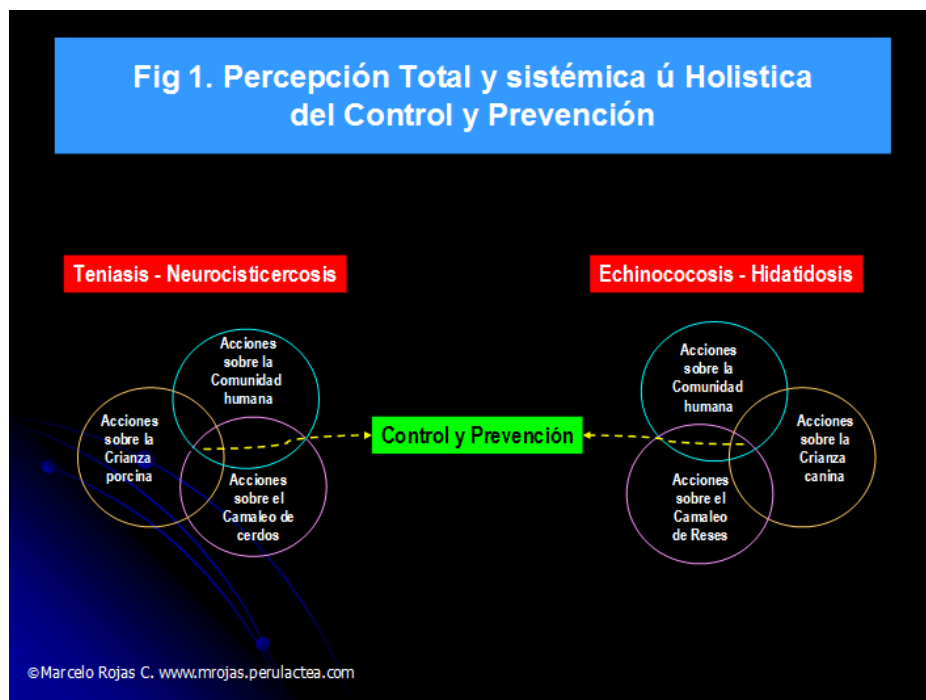 Fig 1. Percepción Total y sistémica ú Holistica
del Control y Prevención
Teniasis - Neurocisticercosis
Echinococosis - Hidatidosis
Acciones
sobre la
Comunidad
humana
Acciones
sobre la
Crianza
porcina
Acciones
sobre el
Camaleo de
cerdos
Control y Prevención
Acciones
sobre la
Comunidad
humana
Acciones
sobre la
Crianza
canina
Acciones
sobre el
Camaleo
de Reses
©Marcelo Rojas C. www.mrojas.perulactea.com